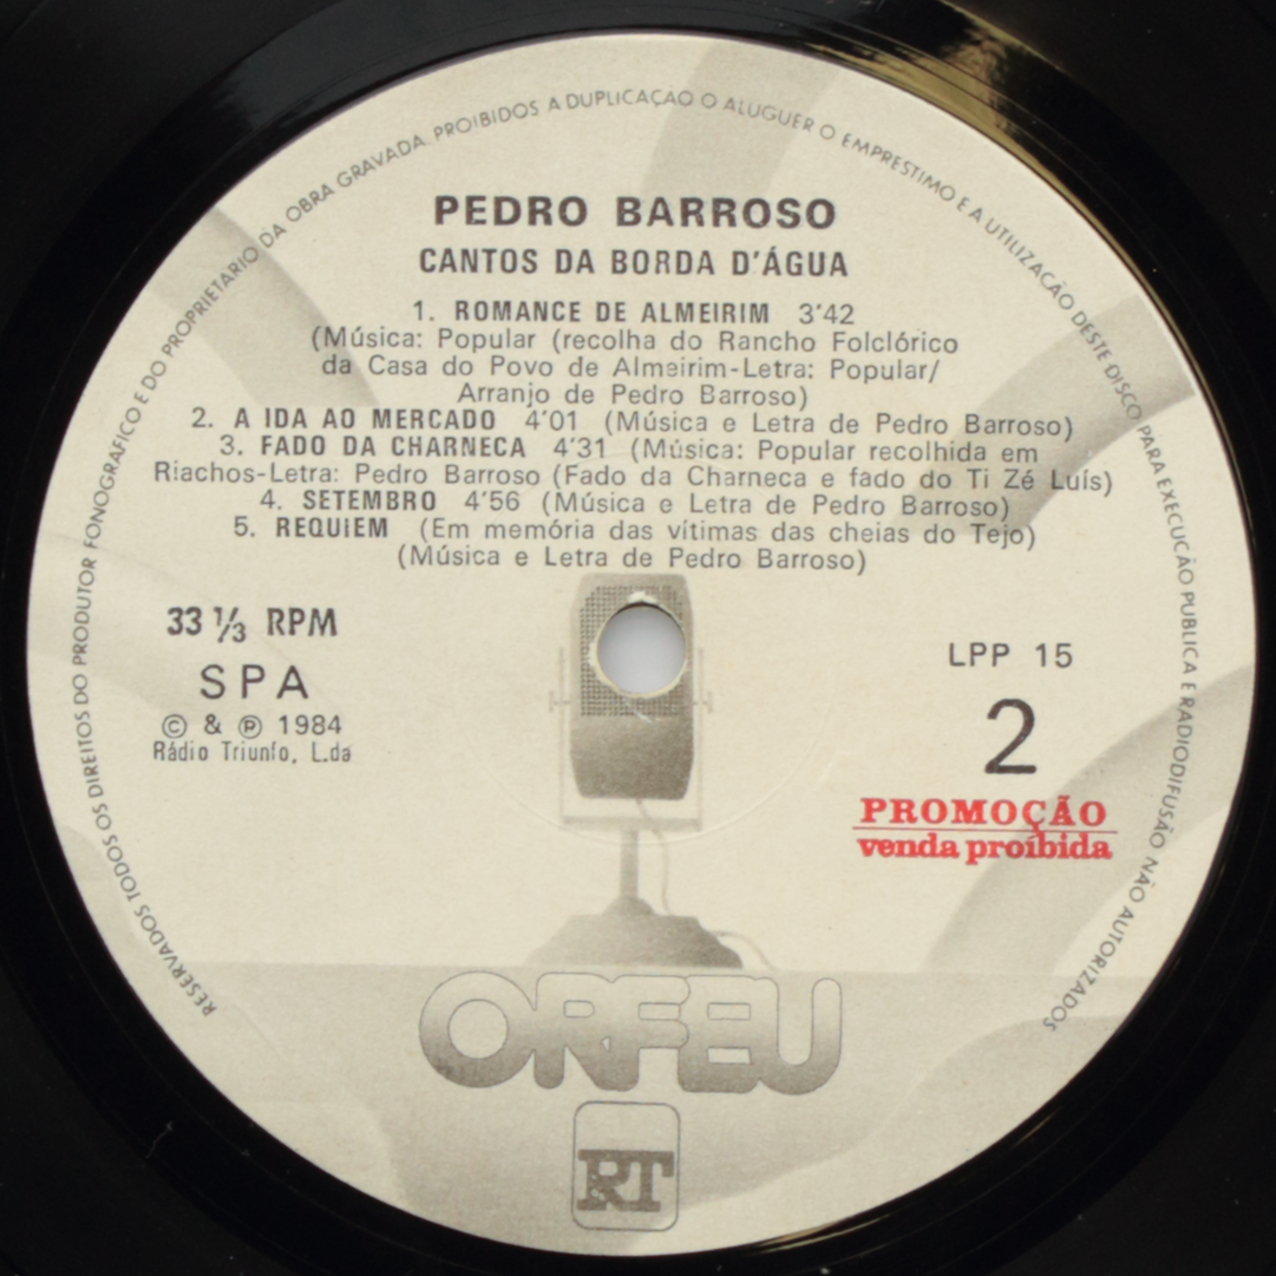 RESERVADOS TODOS OS DIREITOS DO PRODUTOR FONOGRAFICO E DO PROPRIETARIO DA OBRA GRAVADA. PROIBIDOS A DUPLICAÇÃO O ALUGUER O EMPRESTIMO E A UTILIZAÇÃO DESTE DISCO PARA EXECUÇÃO PUBLICA E RADIODIFUSÃO NÃO AUTORIZADOS
PEDRO BARROSO
CANTOS DA BORDA D'ÁGUA
1. ROMANCE DE ALMEIRIM 3'42
(Música: Popular (recolha do Rancho Folclórico
da Casa do Povo de Almeirim-Letra: Popular/
Arranjo de Pedro Barroso)
2. A IDA AO MERCADO 4'01 (Música e Letra de Pedro Barroso)
3. FADO DA CHARNECA 4'31 (Música: Popular recolhida em
Riachos-Letra: Pedro Barroso (Fado da Charneca e fado do Ti Zé Luís)
4. SETEMBRO 4'56 (Música e Letra de Pedro Barroso)
5. REQUIEM (Em memória das vítimas das cheias do Tejo)
(Música e Letra de Pedro Barroso)
33 1/3 RPM
SPA
© & ℗ 1984
Rádio Triunfo, L.da
LPP 15
2
PROMOÇÃO
venda proíbida
ORFEU
RT